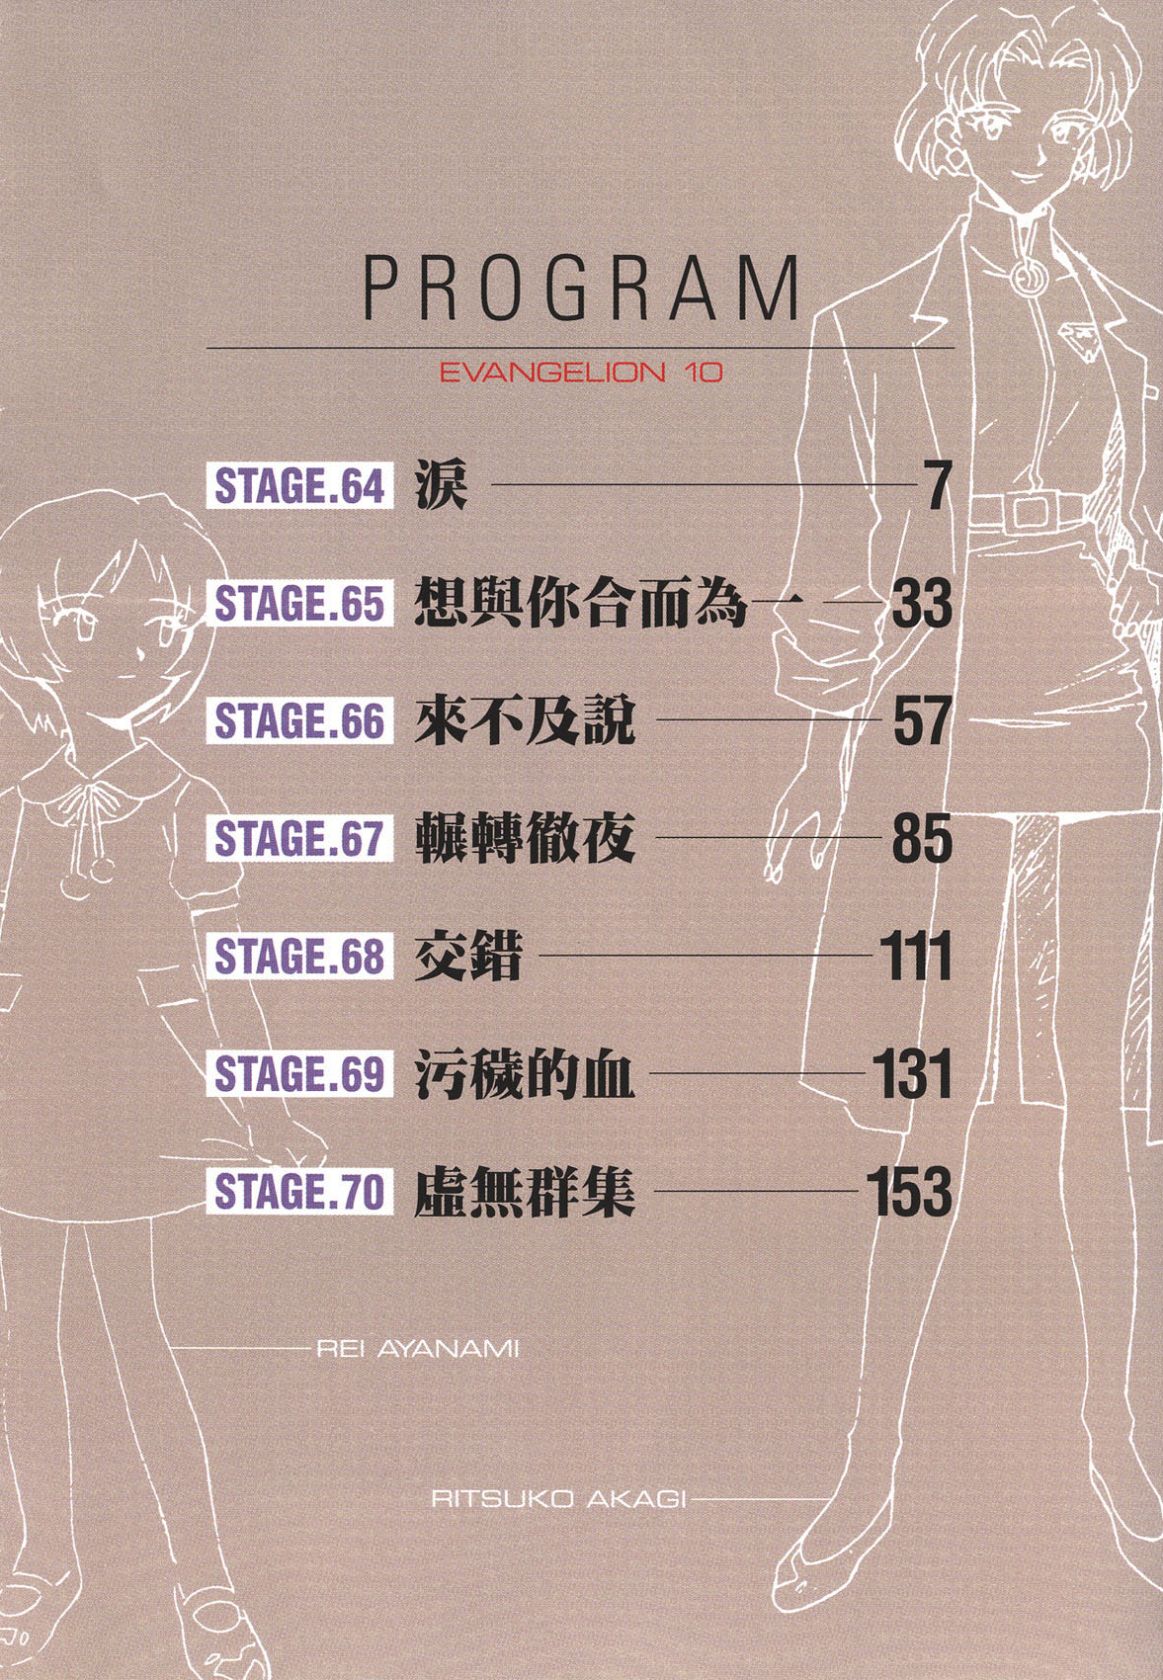 PROGRAM
EVANGELION 10
STAGE.64 淚 7
STAGE.65 想與你合而為一 33
STAGE.66 來不及說 57
STAGE.67 輾轉徹夜 85
STAGE.68 交錯 111
STAGE.69 污穢的血 131
STAGE.70 虛無群集 153
REI AYANAMI
RITSUKO AKAGI